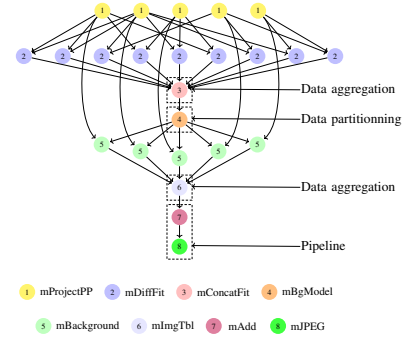 1 1 1 1 1
2 2 2 2 2 2 2 2 2
3 Data aggregation
4 Data partitionning
5 5 5 5 5
6 Data aggregation
7
8 Pipeline
1 mProjectPP 2 mDiffFit 3 mConcatFit 4 mBgModel
5 mBackground 6 mImgTbl 7 mAdd 8 mJPEG